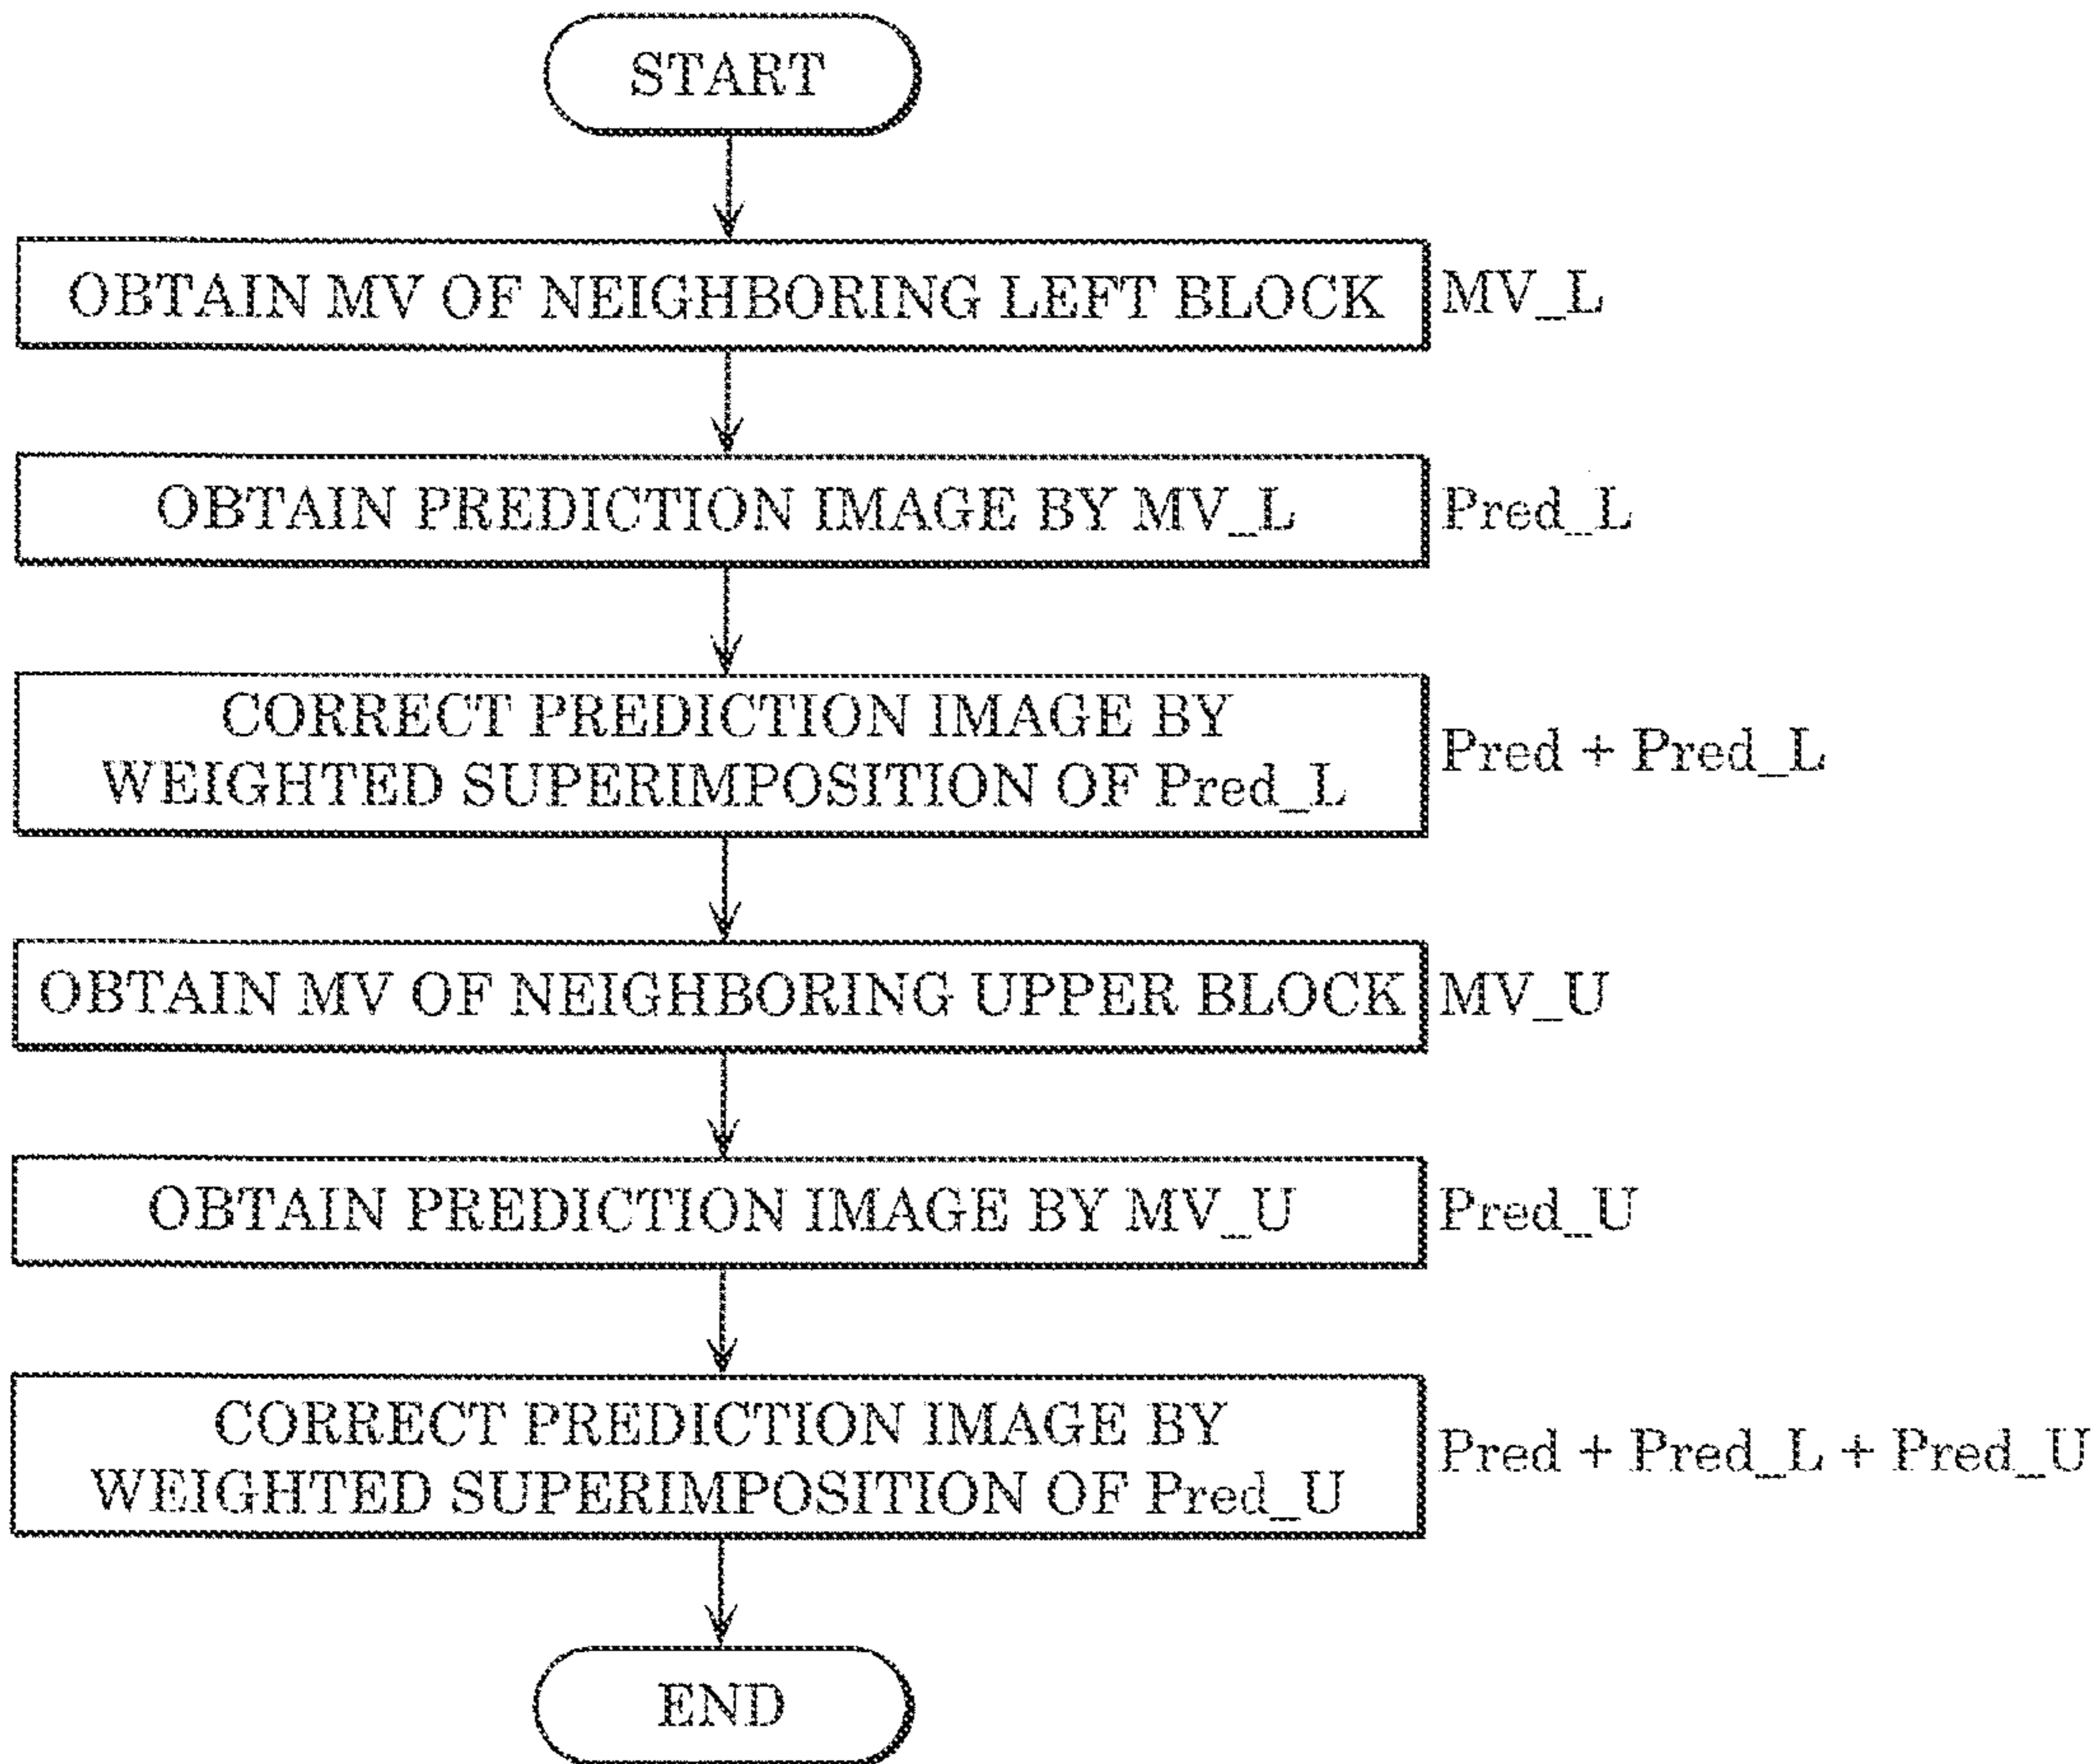 START
OBTAIN MV OF NEIGHBORING LEFT BLOCK MV_L
OBTAIN PREDICTION IMAGE BY MV_L Pred_L
CORRECT PREDICTION IMAGE BY
WEIGHTED SUPERIMPOSITION OF Pred_L
Pred + Pred_L
OBTAIN MV OF NEIGHBORING UPPER BLOCK MV_U
OBTAIN PREDICTION IMAGE BY MV_U Pred_U
CORRECT PREDICTION IMAGE BY
WEIGHTED SUPERIMPOSITION OF Pred_U
Pred + Pred_L + Pred_U
END